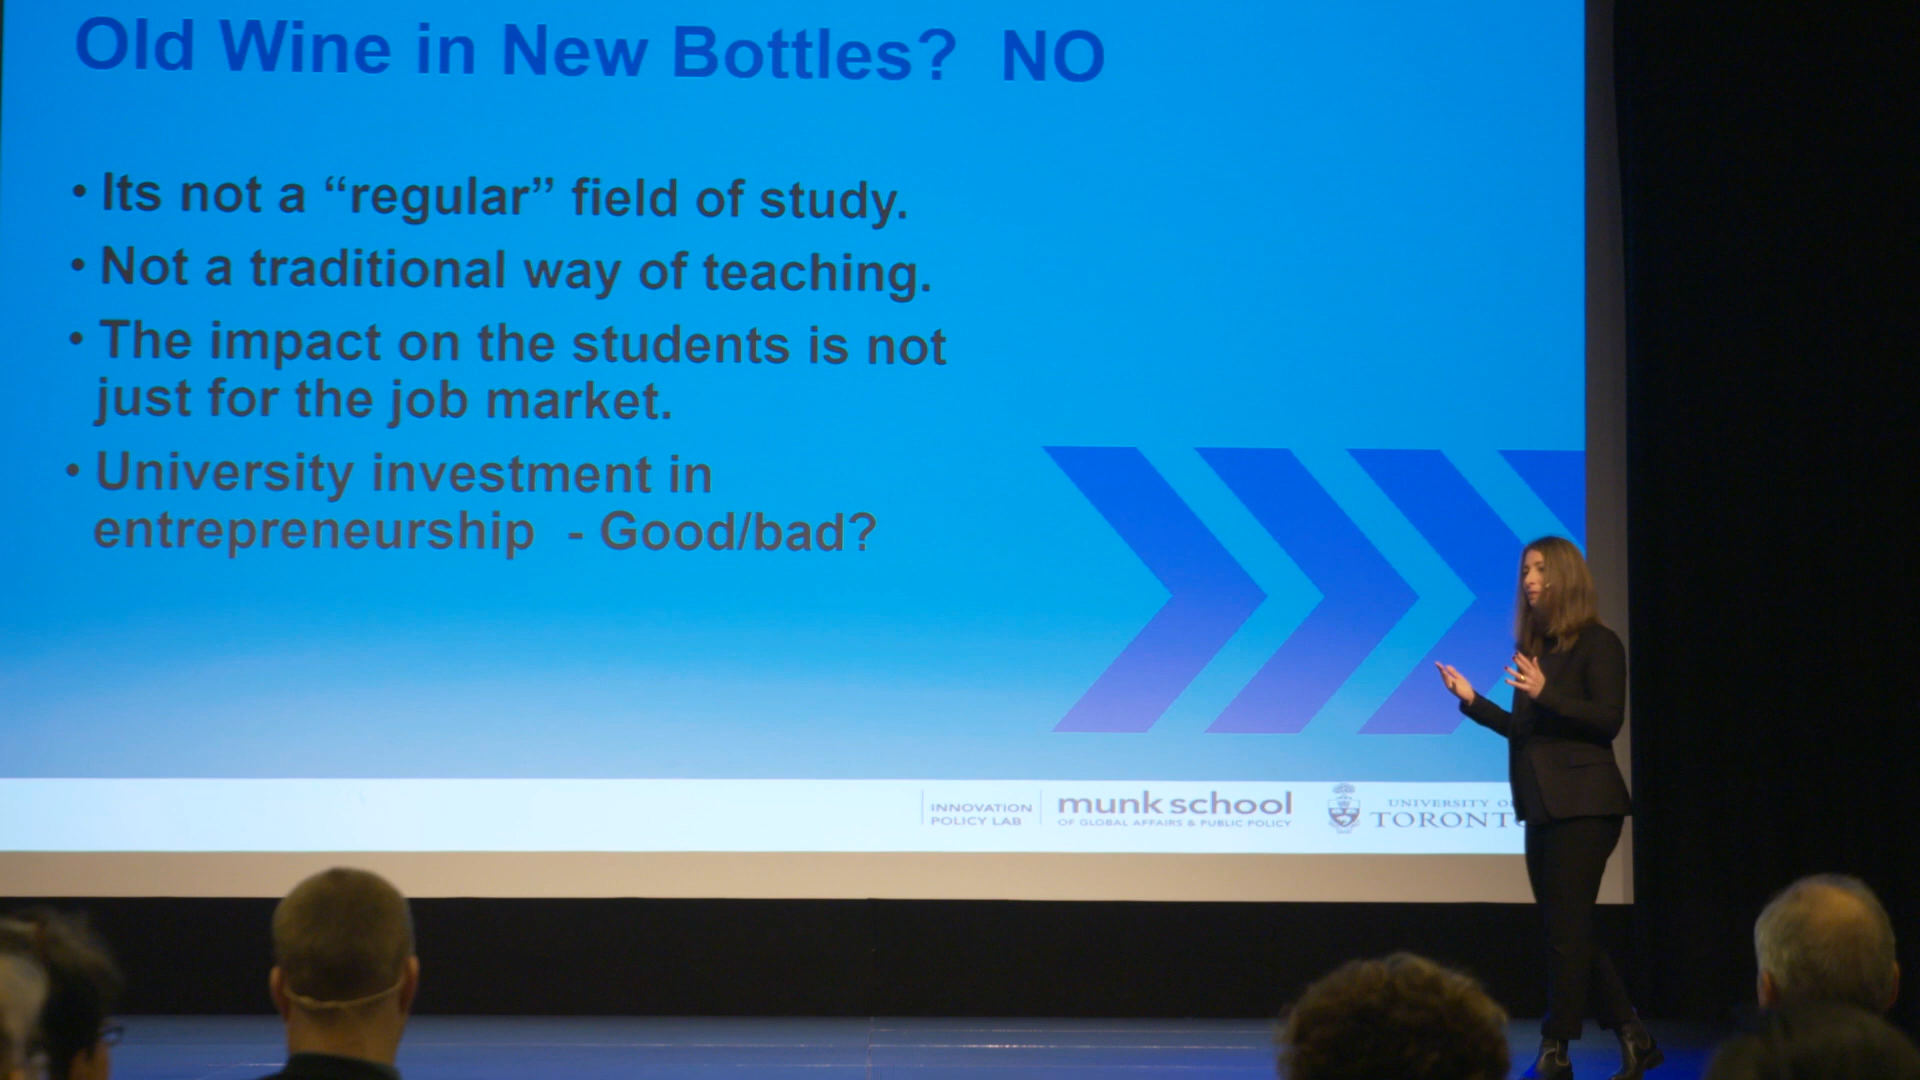 Old Wine in New Bottles? NO
• Its not a “regular” field of study.
• Not a traditional way of teaching.
• The impact on the students is not
just for the job market.
• University investment in
entrepreneurship - Good/bad?
INNOVATION
POLICY LAB
munk school
OF GLOBAL AFFAIRS & PUBLIC POLICY
UNIVERSITY O
TORONTO